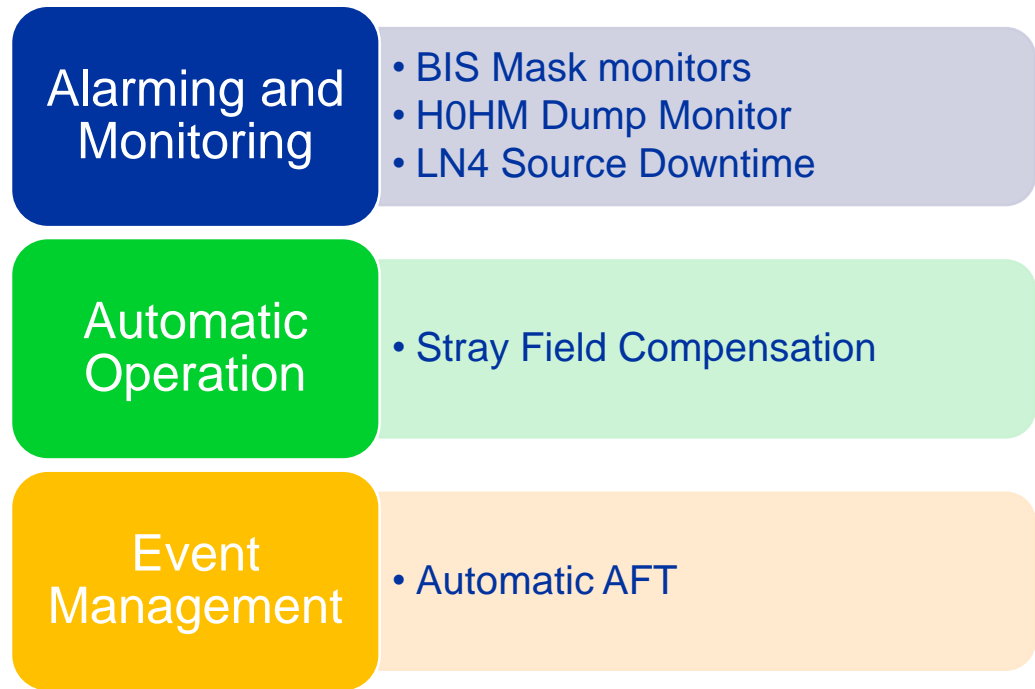 Alarming and
Monitoring
• BIS Mask monitors
• H0HM Dump Monitor
• LN4 Source Downtime
Automatic
Operation
• Stray Field Compensation
Event
Management
• Automatic AFT